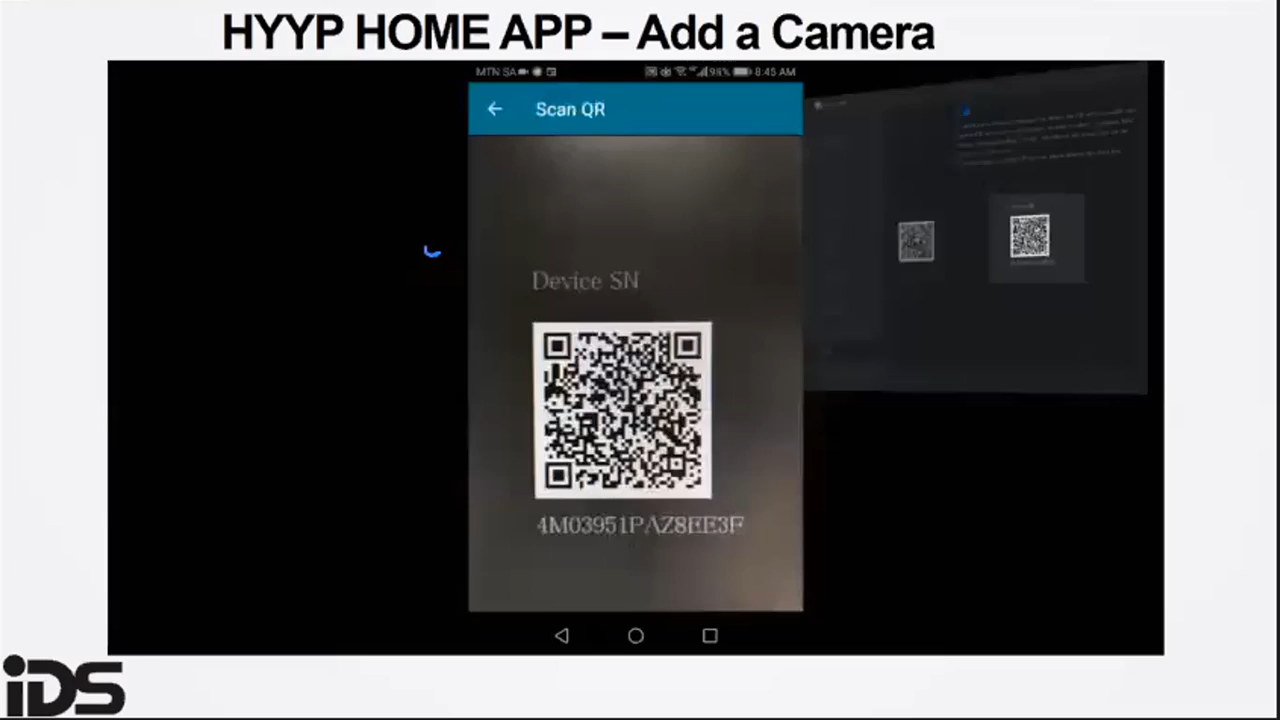 HYYP HOME APP – Add a Camera
MTN SA 98% 8:45 AM
Scan QR
Device SN
4M03951PAZ8EE3F
iDS